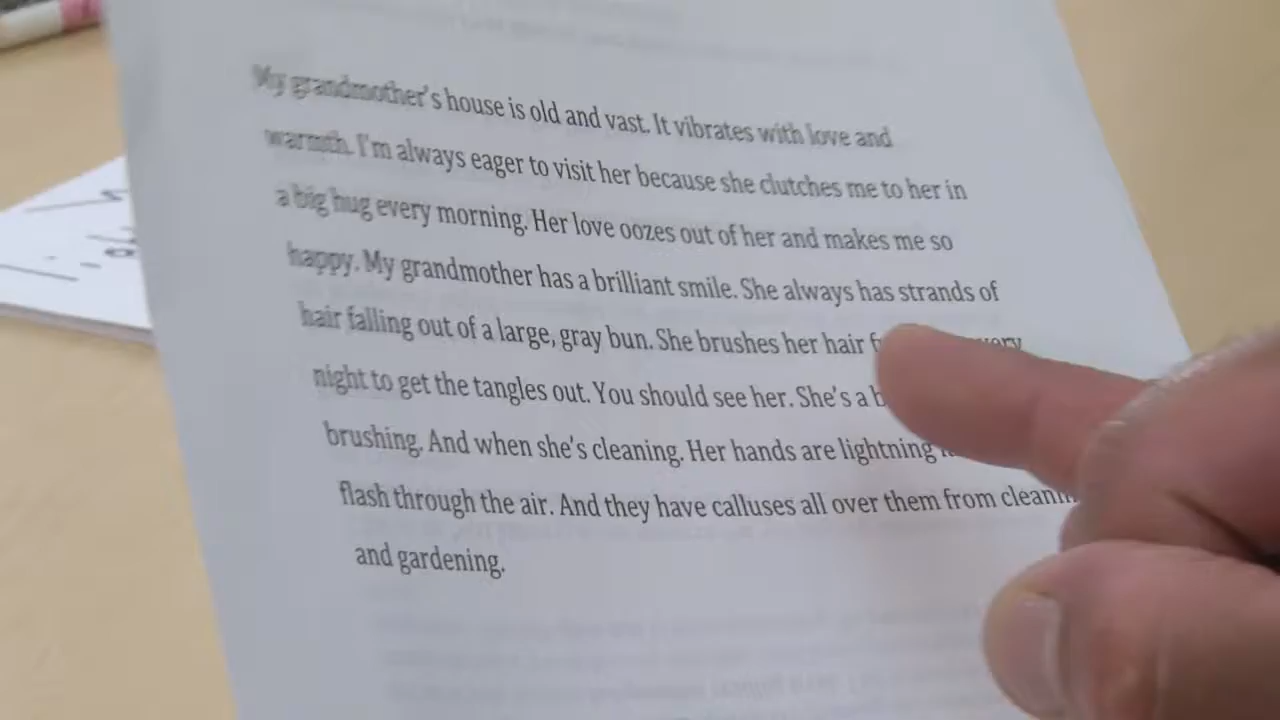 My grandmother's house is old and vast. It vibrates with love and
warmth. I'm always eager to visit her because she clutches me to her in
a big hug every morning. Her love oozes out of her and makes me so
happy. My grandmother has a brilliant smile. She always has strands of
hair falling out of a large, gray bun. She brushes her hair
night to get the tangles out. You should see her. She's a
brushing. And when she's cleaning. Her hands are lightning
flash through the air. And they have calluses all over them from
and gardening.